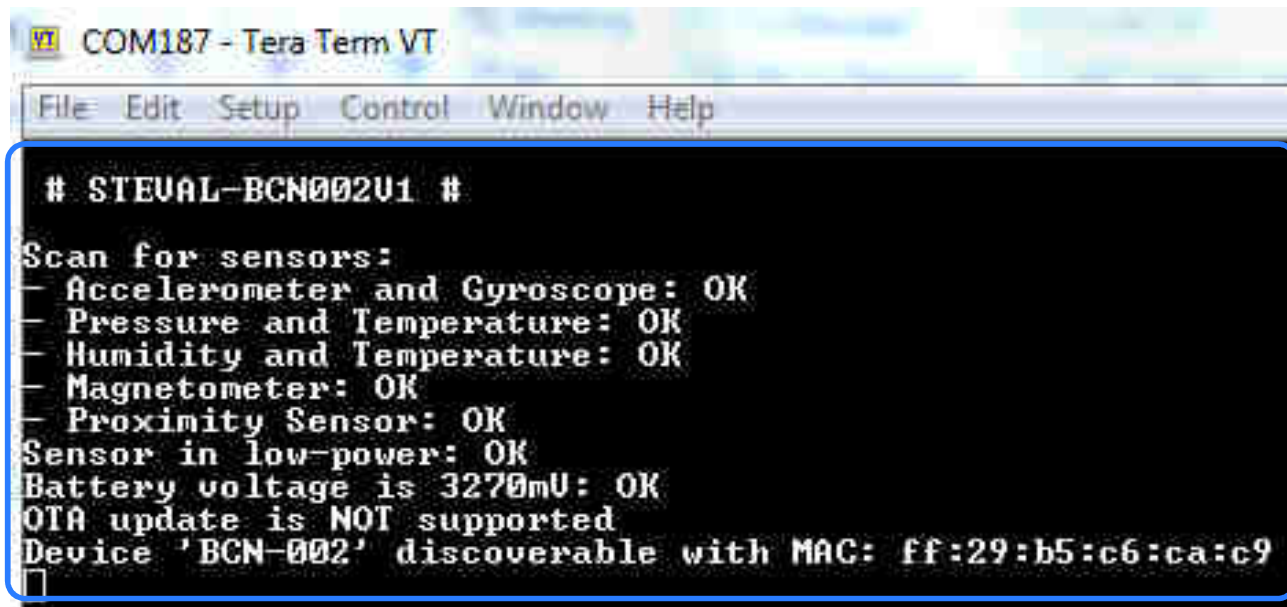 COM187 - Tera Term VT
File Edit Setup Control Window Help
# STEVAL-BCN002V1 #
Scan for sensors:
- Accelerometer and Gyroscope: OK
- Pressure and Temperature: OK
- Humidity and Temperature: OK
- Magnetometer: OK
- Proximity Sensor: OK
Sensor in low-power: OK
Battery voltage is 3270mV: OK
OTA update is NOT supported
Device 'BCN-002' discoverable with MAC: ff:29:b5:c6:ca:c9